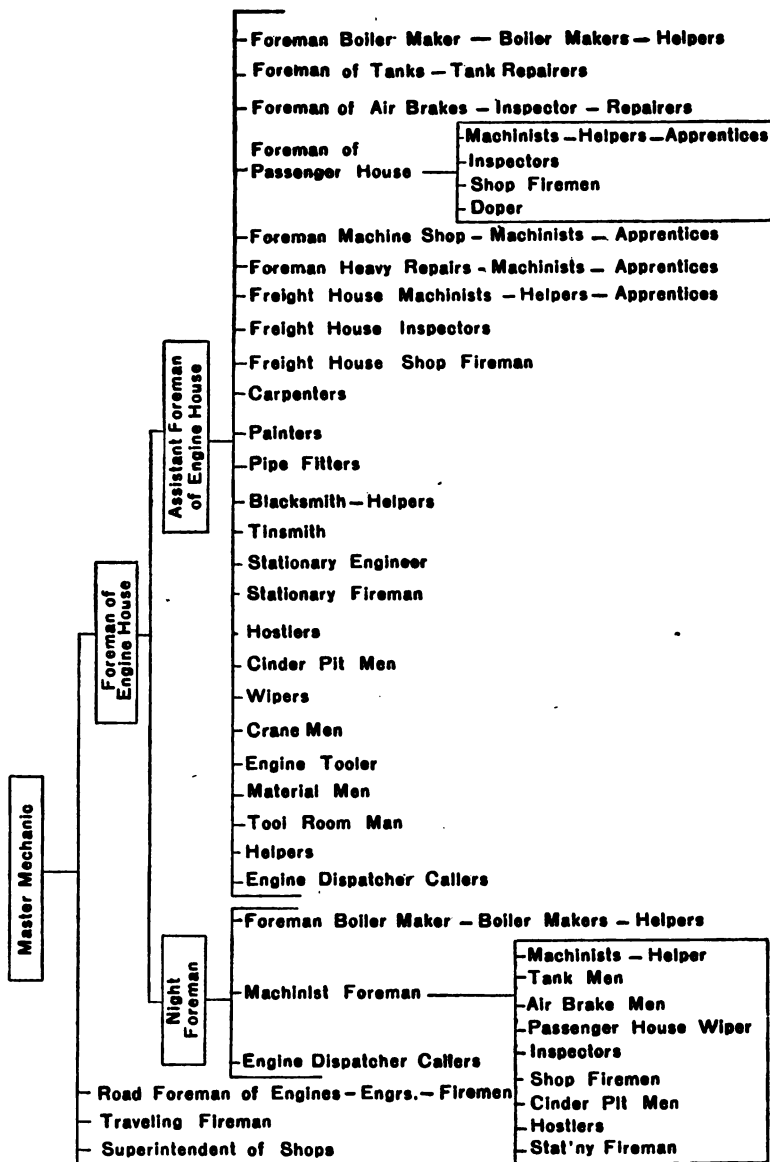 Master Mechanic
Foreman of
Engine House
Assistant Foreman
of Engine House
Foreman Boiler Maker — Boiler Makers — Helpers
Foreman of Tanks — Tank Repairers
Foreman of Air Brakes — Inspector — Repairers
Foreman of
Passenger House
Machinists — Helpers — Apprentices
Inspectors
Shop Firemen
Doper
Foreman Machine Shop — Machinists — Apprentices
Foreman Heavy Repairs - Machinists — Apprentices
Freight House Machinists — Helpers — Apprentices
Freight House Inspectors
Freight House Shop Fireman
Carpenters
Painters
Pipe Fitters
Blacksmith — Helpers
Tinsmith
Stationary Engineer
Stationary Fireman
Hostlers
Cinder Pit Men
Wipers
Crane Men
Engine Tooler
Material Men
Tool Room Man
Helpers
Engine Dispatcher Callers
Night
Foreman
Foreman Boiler Maker — Boiler Makers — Helpers
Machinist Foreman
Machinists — Helper
Tank Men
Air Brake Men
Passenger House Wiper
Inspectors
Shop Firemen
Cinder Pit Men
Hostlers
Stat'ny Fireman
Engine Dispatcher Callers
Road Foreman of Engines — Engrs. — Firemen
Traveling Fireman
Superintendent of Shops